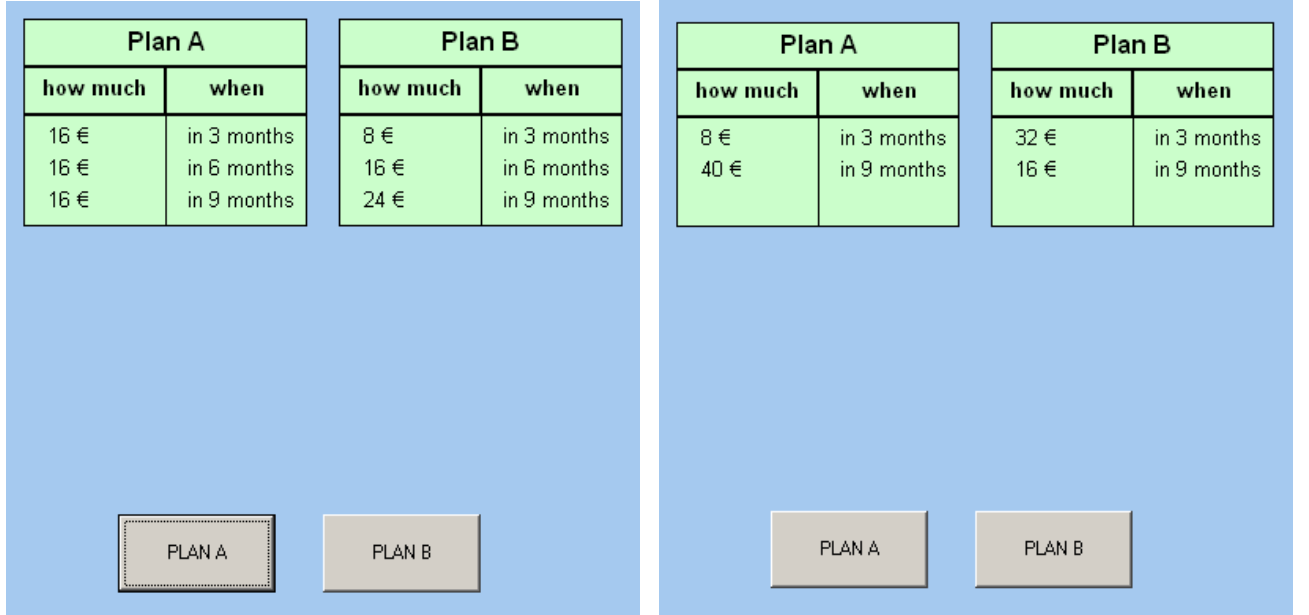 Plan A
how much when
16 € in 3 months
16 € in 6 months
16 € in 9 months
Plan B
how much when
8 € in 3 months
16 € in 6 months
24 € in 9 months
PLAN A
PLAN B
Plan A
how much when
8 € in 3 months
40 € in 9 months
Plan B
how much when
32 € in 3 months
16 € in 9 months
PLAN A
PLAN B